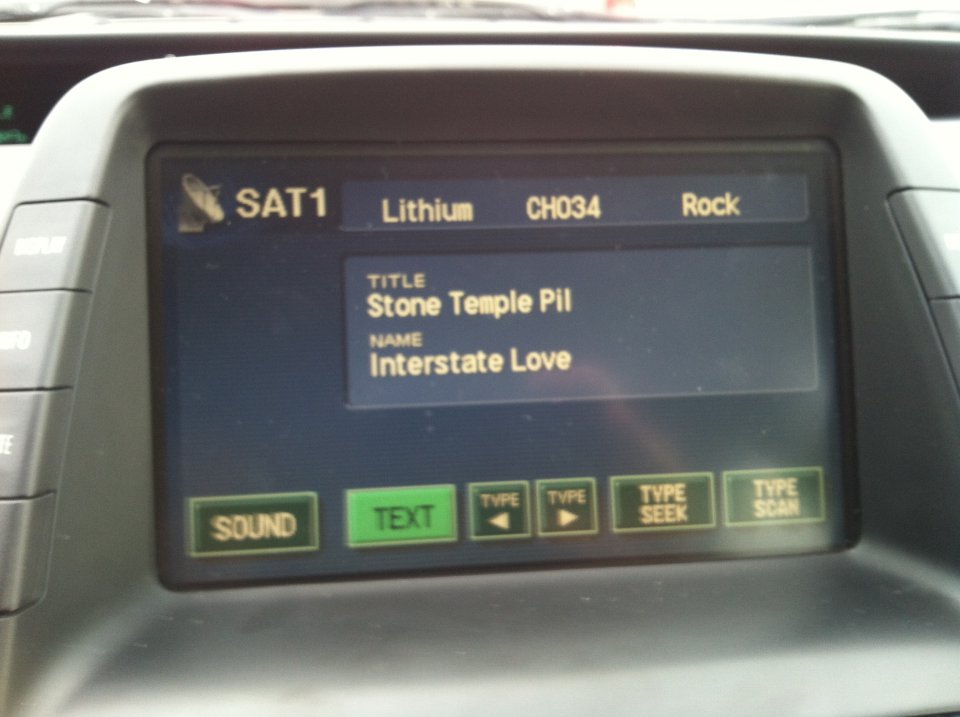 SAT1 Lithium CH034 Rock
TITLE
Stone Temple Pil
NAME
Interstate Love
SOUND TEXT TYPE ◀ TYPE ▶ TYPE SEEK TYPE SCAN
DISPLAY